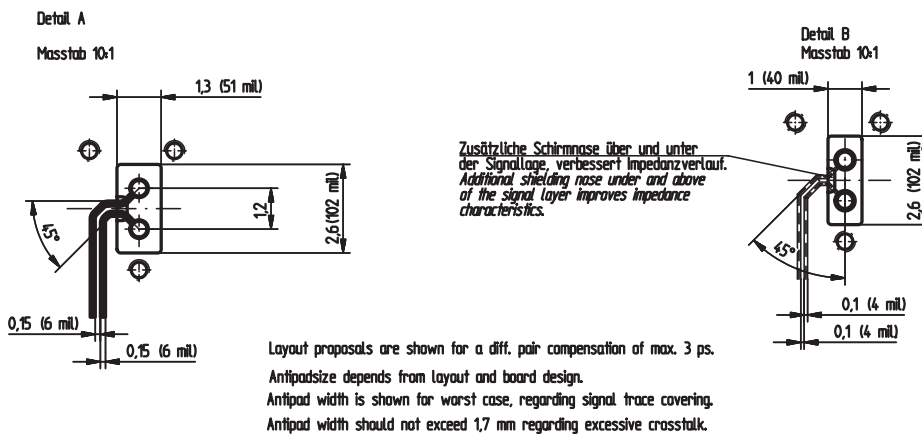 Detail A
Masstab 10:1
1,3 (51 mil)
1,2
2,6(102 mil)
45°
0,15 (6 mil)
0,15 (6 mil)
Detail B
Masstab 10:1
1 (40 mil)
Zusätzliche Schirmnase über und unter
der Signallage, verbessert Impedanzverlauf.
Additional shielding nose under and above
of the signal layer improves impedance
characteristics.
2,6 (102 mil)
45°
0,1 (4 mil)
0,1 (4 mil)
Layout proposals are shown for a diff. pair compensation of max. 3 ps.
Antipadsize depends from layout and board design.
Antipad width is shown for worst case, regarding signal trace covering.
Antipad width should not exceed 1,7 mm regarding excessive crosstalk.